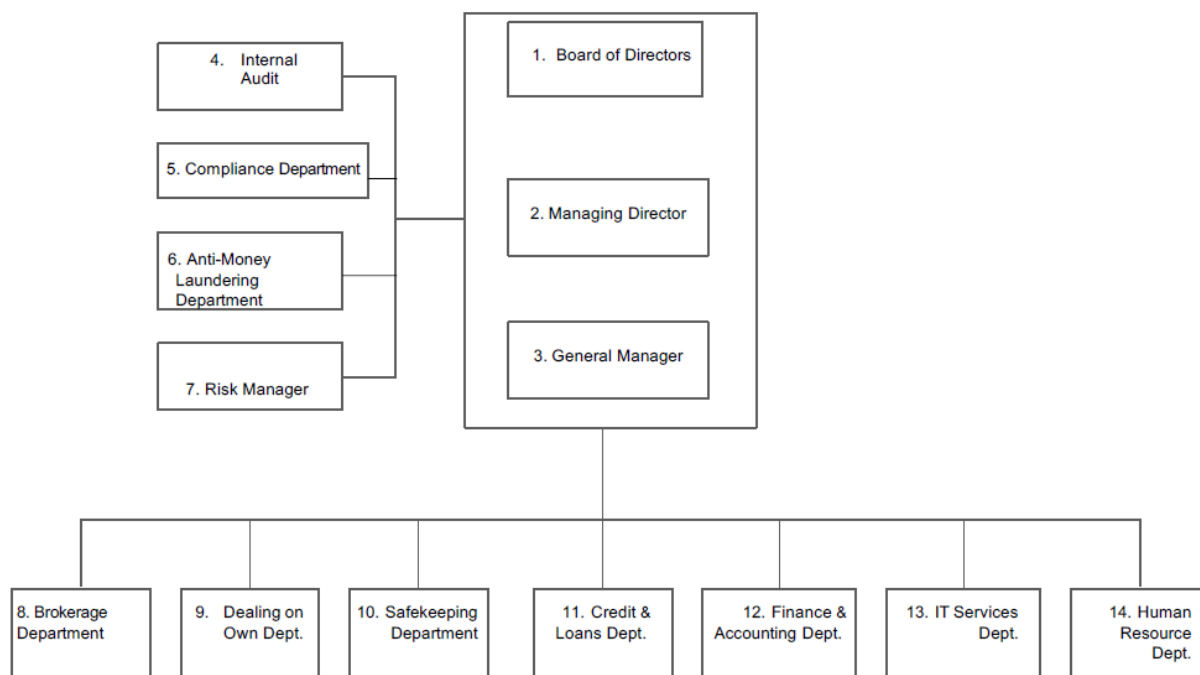 1. Board of Directors
2. Managing Director
3. General Manager
4. Internal
Audit
5. Compliance Department
6. Anti-Money
Laundering
Department
7. Risk Manager
8. Brokerage
Department
9. Dealing on
Own Dept.
10. Safekeeping
Department
11. Credit &
Loans Dept.
12. Finance &
Accounting Dept.
13. IT Services
Dept.
14. Human
Resource
Dept.